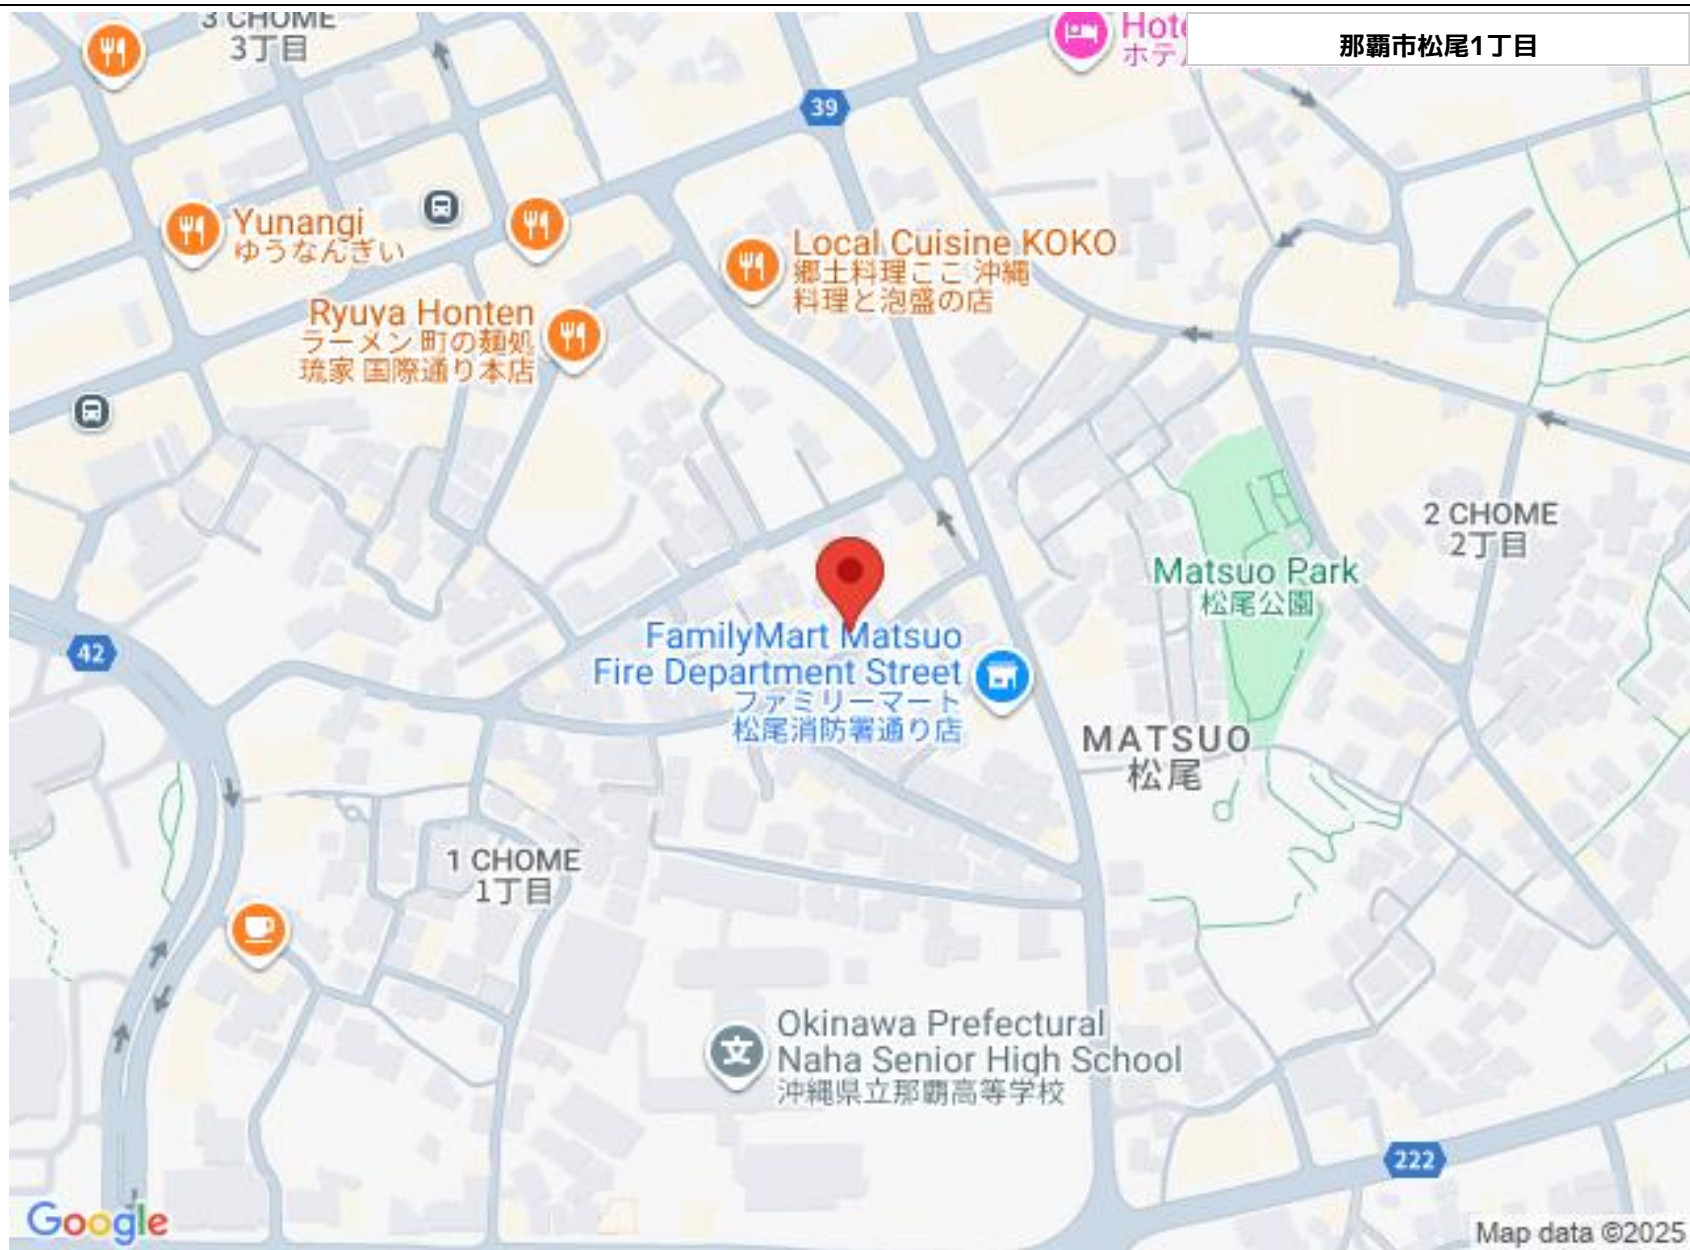 3 CHOME
3丁目
那覇市松尾1丁目
ホテ
39
Yunangi
ゆうなんぎい
Local Cuisine KOKO
郷土料理ここ 沖縄
料理と泡盛の店
Ryuya Honten
ラーメン 町の麺処
琉家 国際通り本店
2 CHOME
2丁目
Matsuo Park
松尾公園
42
FamilyMart Matsuo
Fire Department Street
ファミリーマート
松尾消防署通り店
MATSUO
松尾
1 CHOME
1丁目
文
Okinawa Prefectural
Naha Senior High School
沖縄県立那覇高等学校
222
Google
Map data ©2025